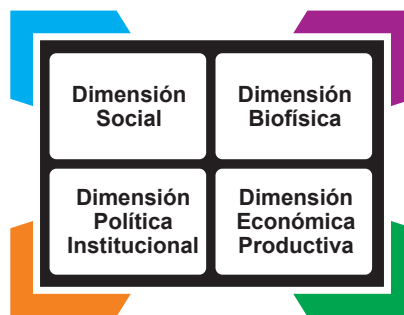 Dimensión
Social
Dimensión
Biofísica
Dimensión
Política
Institucional
Dimensión
Económica
Productiva